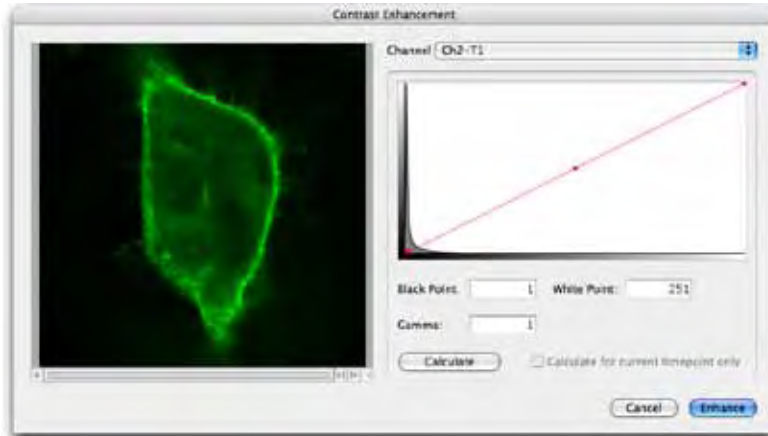 Contrast Enhancement
Channel Ch2-T1
Black Point: 1 White Point: 251
Gamma: 1
Calculate Calculate for current timepoint only
Cancel Enhance